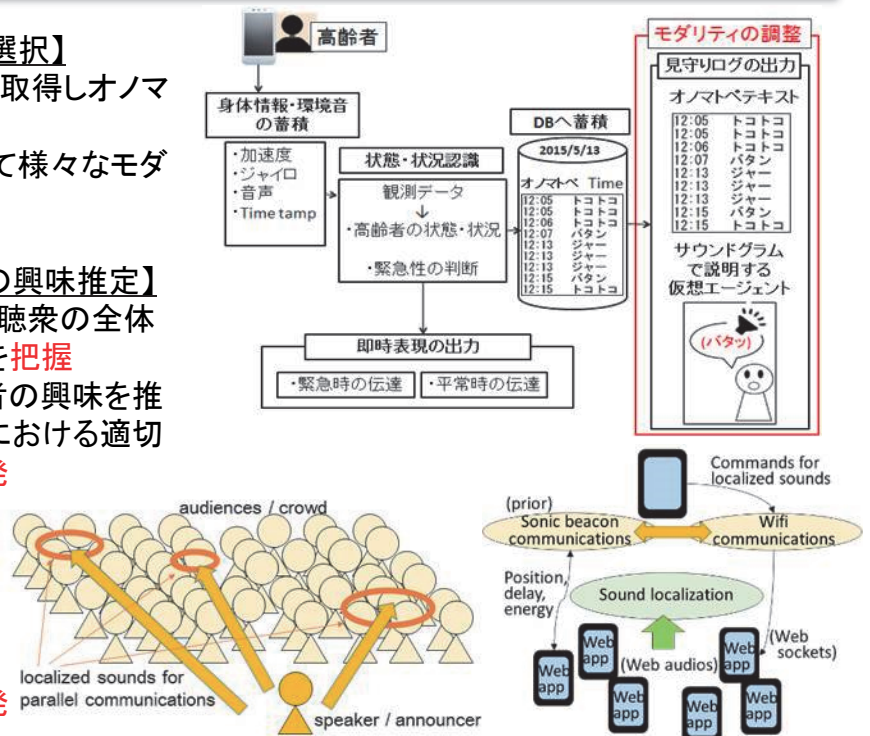 選択】
取得しオノマ
て様々なモダ
の興味推定】
聴衆の全体
を把握
者の興味を推
における適切
発
発
高齢者
身体情報・環境音
の蓄積
・加速度
・ジャイロ
・音声
・Time tamp
状態・状況認識
観測データ
↓
・高齢者の状態・状況
・緊急性の判断
DBへ蓄積
2015/5/13
オノマトペ Time
12:05 トコトコ
12:05 トコトコ
12:06 トコトコ
12:07 バタン
12:13 ジャー
12:13 ジャー
12:13 ジャー
12:15 バタン
12:15 トコトコ
即時表現の出力
・緊急時の伝達
・平常時の伝達
モダリティの調整
見守りログの出力
オノマトペテキスト
12:05 トコトコ
12:05 トコトコ
12:06 トコトコ
12:07 バタン
12:13 ジャー
12:13 ジャー
12:13 ジャー
12:15 バタン
12:15 トコトコ
サウンドグラム
で説明する
仮想エージェント
(バタッ)
audiences / crowd
localized sounds for
parallel communications
speaker / announcer
Commands for
localized sounds
(prior)
Sonic beacon
communications
Wifi
communications
Position,
delay,
energy
Sound localization
(Web
sockets)
(Web audios)
Web
app
Web
app
Web
app
Web
app
Web
app
Web
app